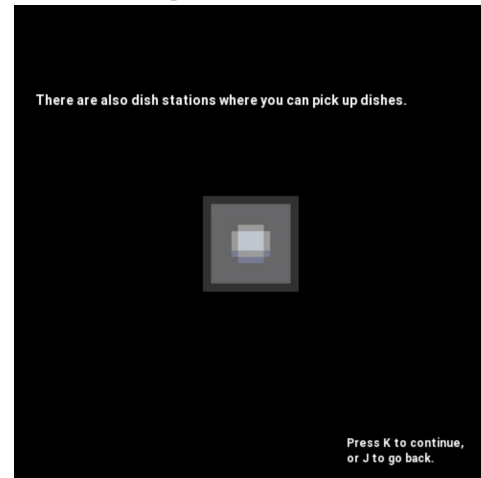 There are also dish stations where you can pick up dishes.
Press K to continue,
or J to go back.